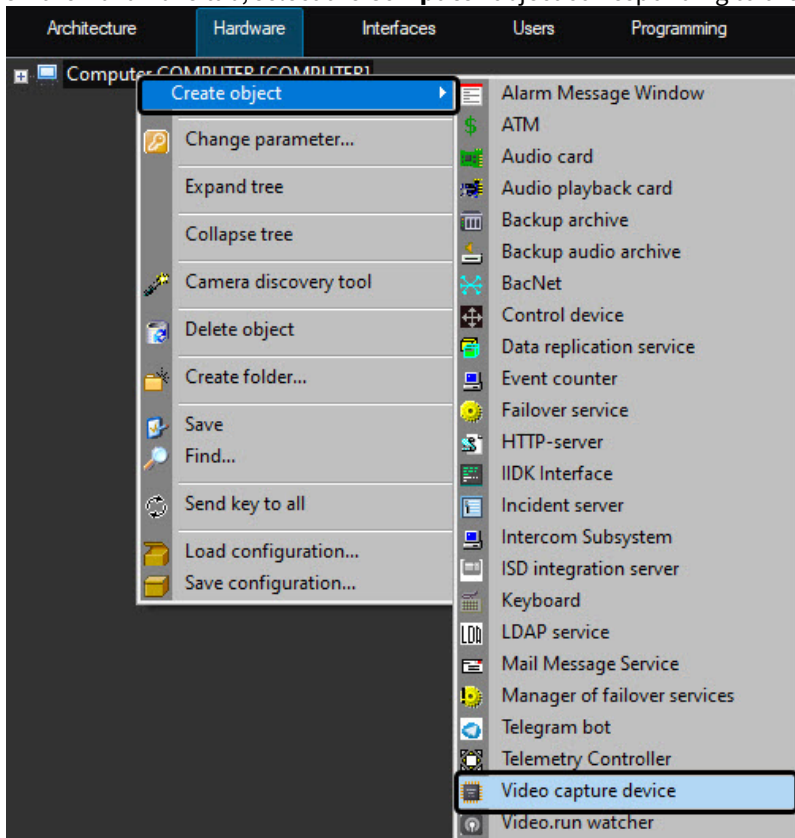 Architecture Hardware Interfaces Users Programming
Computer COMPUTER [COMPUTER]
Create object
Change parameter...
Expand tree
Collapse tree
Camera discovery tool
Delete object
Create folder...
Save
Find...
Send key to all
Load configuration...
Save configuration...
Alarm Message Window
ATM
Audio card
Audio playback card
Backup archive
Backup audio archive
BacNet
Control device
Data replication service
Event counter
Failover service
HTTP-server
IIDK Interface
Incident server
Intercom Subsystem
ISD integration server
Keyboard
LDAP service
Mail Message Service
Manager of failover services
Telegram bot
Telemetry Controller
Video capture device
Video.run watcher